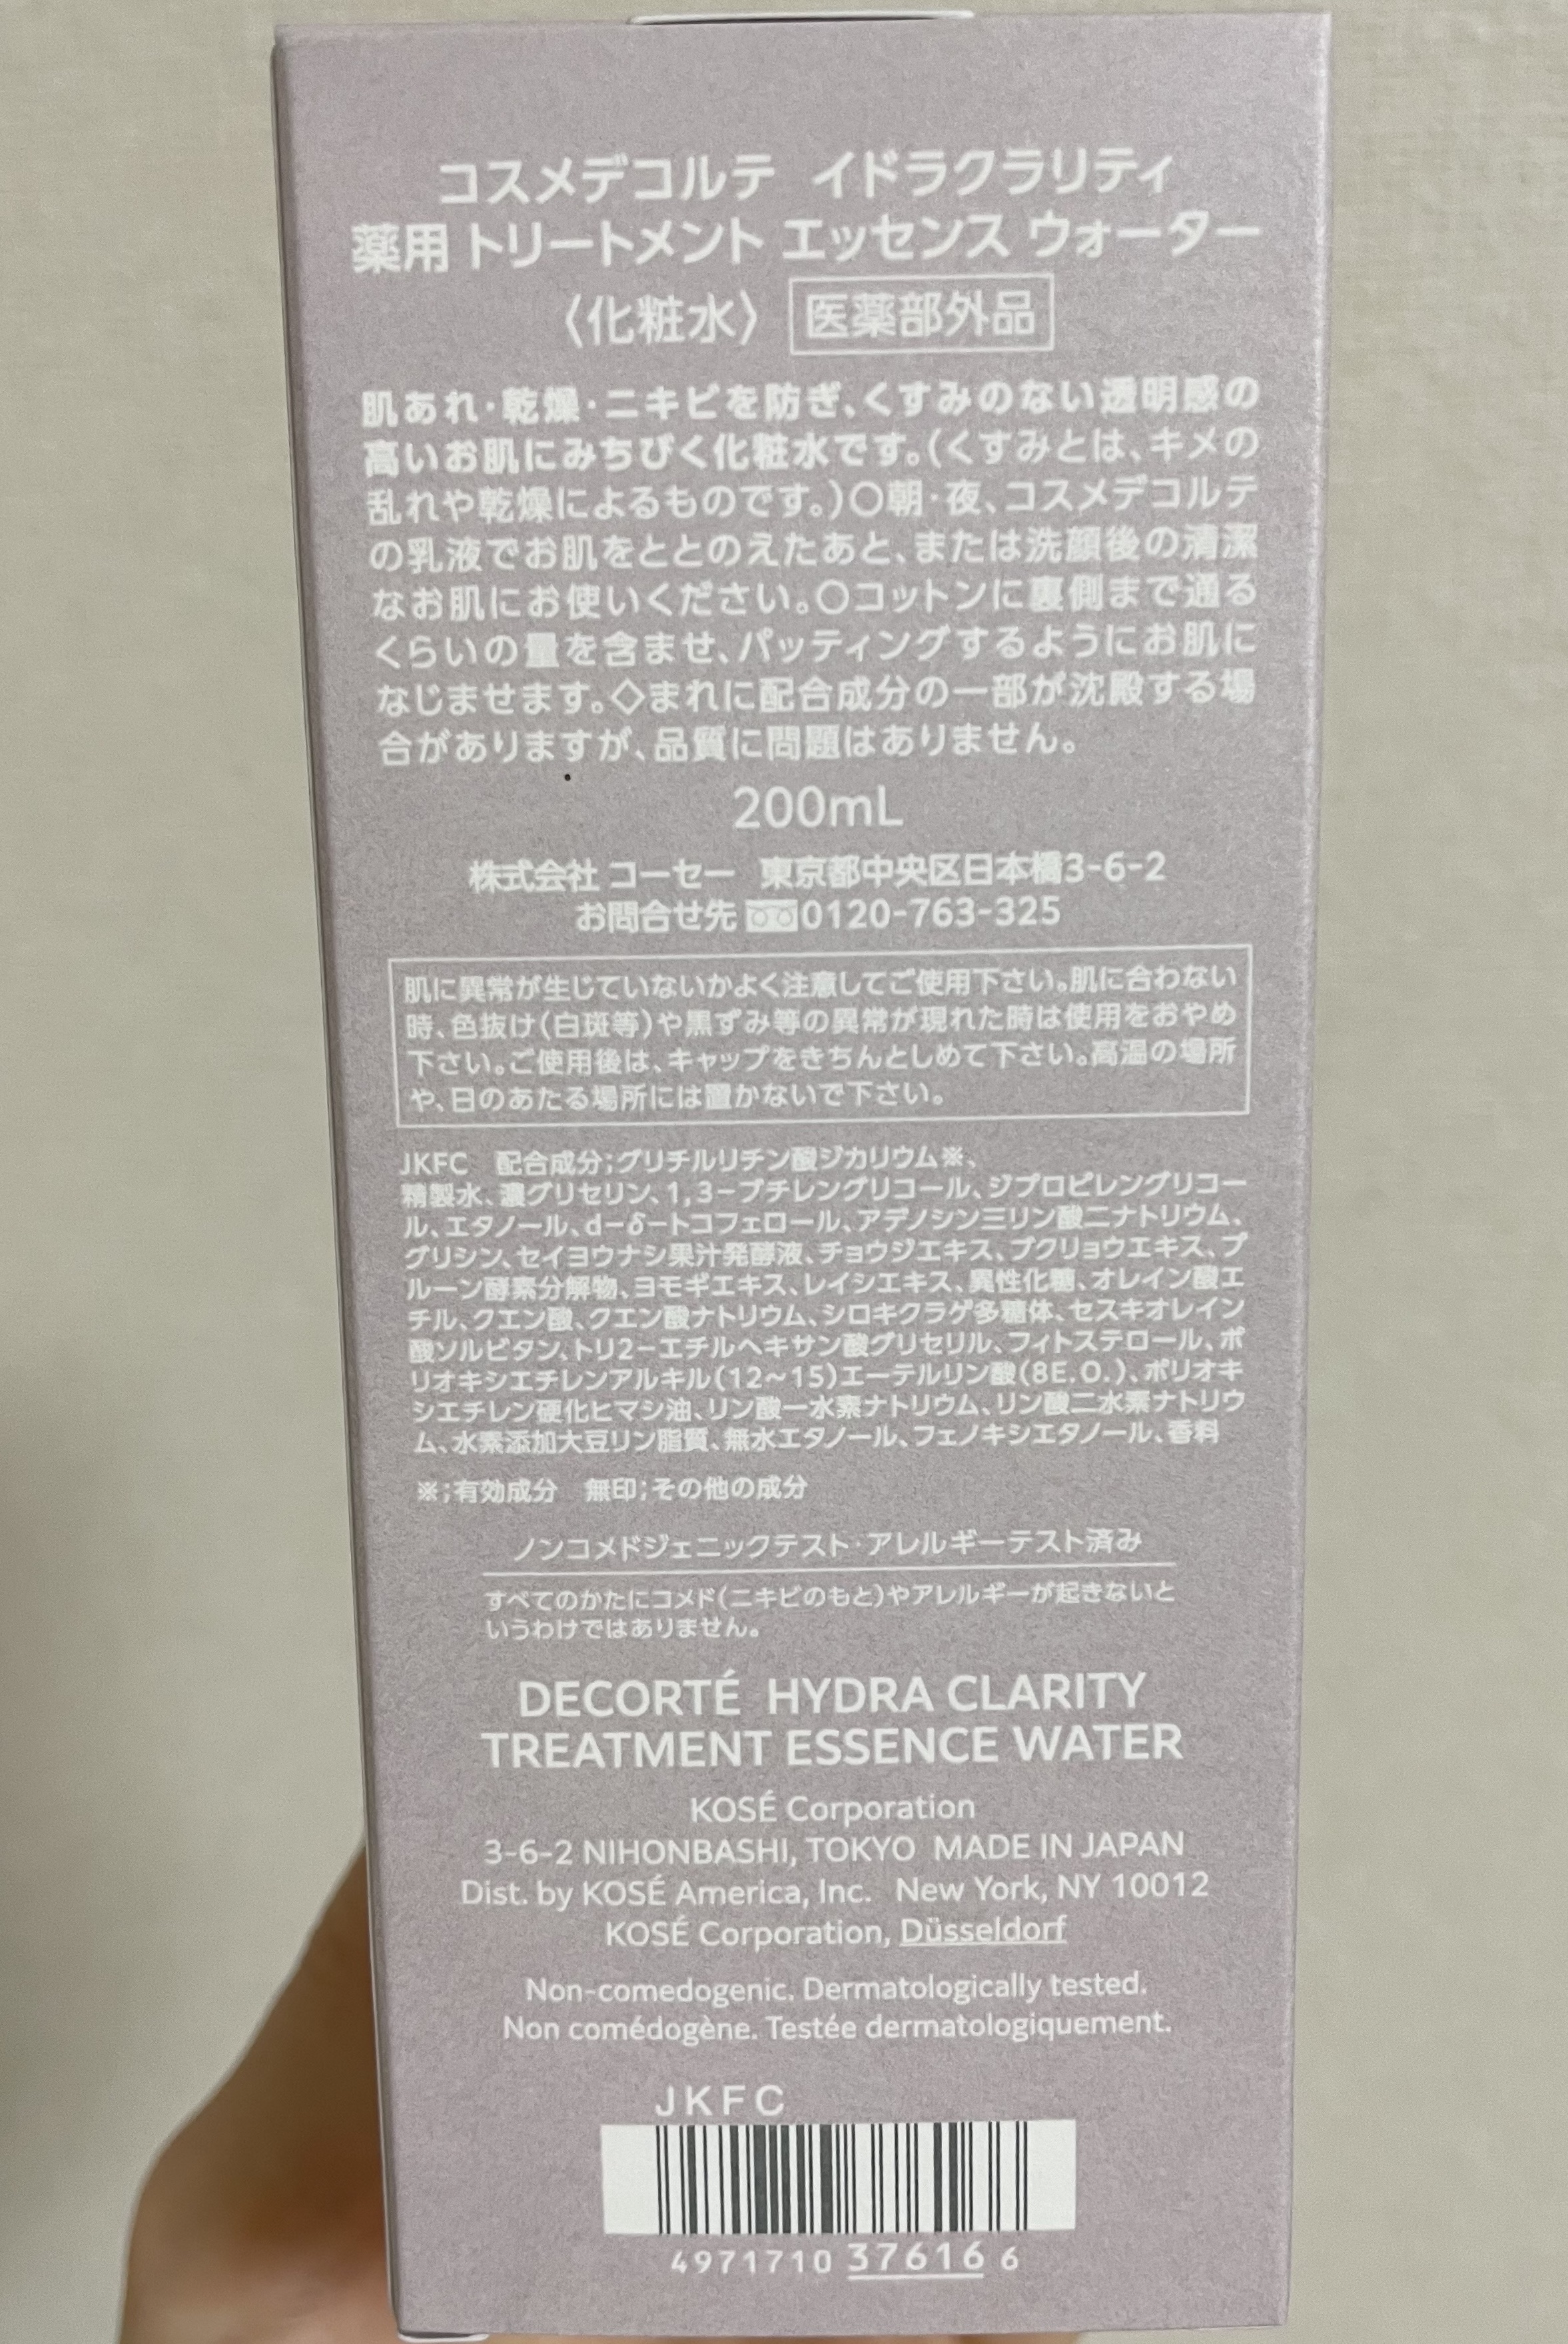 コスメデコルテ イドラクラリティ
薬用 トリートメント エッセンス ウォーター
〈化粧水〉 医薬部外品
肌あれ・乾燥・ニキビを防ぎ、くすみのない透明感の
高いお肌にみちびく化粧水です。(くすみとは、キメの
乱れや乾燥によるものです。)○朝・夜、コスメデコルテ
の乳液でお肌をととのえたあと、または洗顔後の清潔
なお肌にお使いください。○コットンに裏側まで通る
くらいの量を含ませ、パッティングするようにお肌に
なじませます。◇まれに配合成分の一部が沈殿する場
合がありますが、品質に問題はありません。
200mL
株式会社 コーセー 東京都中央区日本橋3-6-2
お問合せ先 0120-763-325
肌に異常が生じていないかよく注意してご使用下さい。肌に合わない
時、色抜け(白斑等)や黒ずみ等の異常が現れた時は使用をおやめ
下さい。ご使用後は、キャップをきちんとしめて下さい。高温の場所
や、日のあたる場所には置かないで下さい。
JKFC 配合成分;グリチルリチン酸ジカリウム※、
精製水、濃グリセリン、1,3-ブチレングリコール、ジプロピレングリコー
ル、エタノール、d-δ-トコフェロール、アデノシン三リン酸二ナトリウム、
グリシン、セイヨウナシ果汁発酵液、チョウジエキス、ブクリョウエキス、プ
ルーン酵素分解物、ヨモギエキス、レイシエキス、異性化糖、オレイン酸エ
チル、クエン酸、クエン酸ナトリウム、シロキクラゲ多糖体、セスキオレイン
酸ソルビタン、トリ2-エチルヘキサン酸グリセリル、フィトステロール、ポ
リオキシエチレンアルキル(12~15)エーテルリン酸(8E.O.)、ポリオキ
シエチレン硬化ヒマシ油、リン酸一水素ナトリウム、リン酸二水素ナトリウ
ム、水素添加大豆リン脂質、無水エタノール、フェノキシエタノール、香料
※;有効成分 無印;その他の成分
ノンコメドジェニックテスト・アレルギーテスト済み
すべてのかたにコメド(ニキビのもと)やアレルギーが起きないと
いうわけではありません。
DECORTÉ HYDRA CLARITY
TREATMENT ESSENCE WATER
KOSÉ Corporation
3-6-2 NIHONBASHI, TOKYO MADE IN JAPAN
Dist. by KOSÉ America, Inc. New York, NY 10012
KOSÉ Corporation, Düsseldorf
Non-comedogenic. Dermatologically tested.
Non comédogène. Testée dermatologiquement.
JKFC
4971710 37616 6